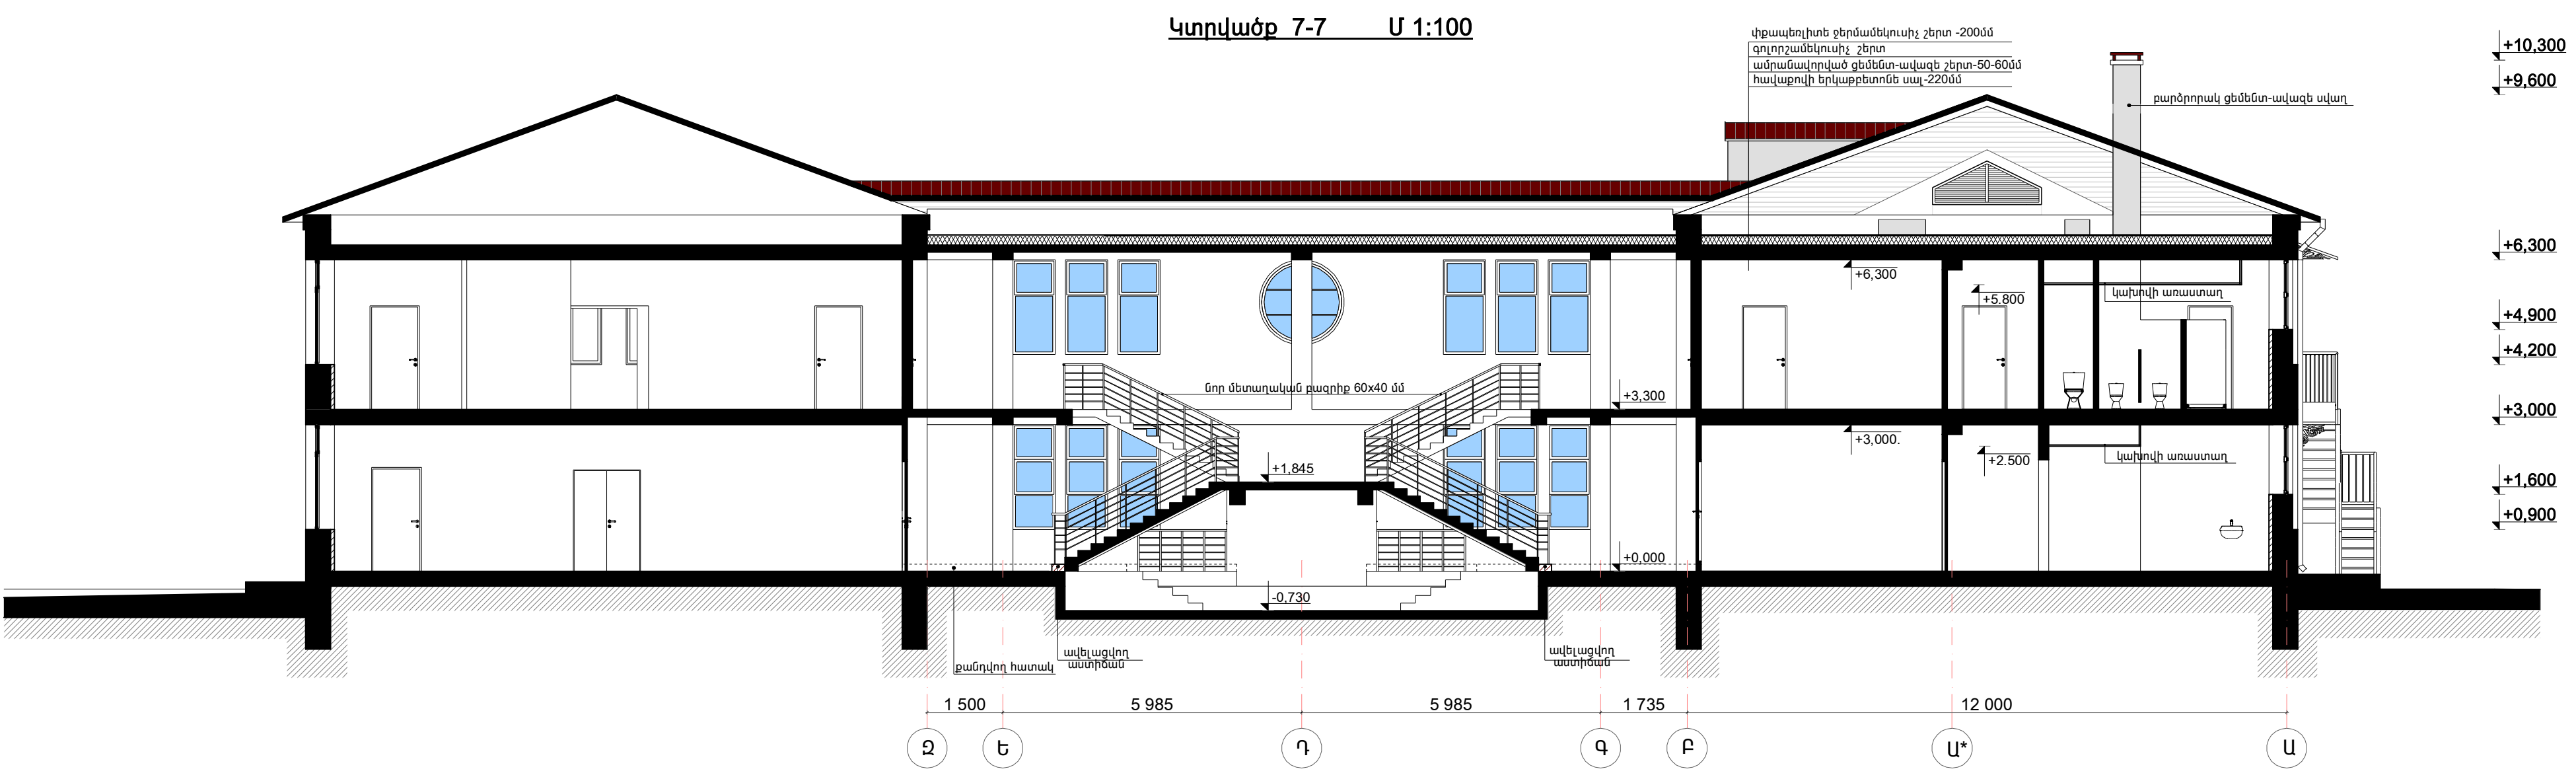 Կտրվածք 7-7 Մ 1:100
փքապեռլիտե ջերմամեկուսիչ շերտ -200մմ
գոլորշամեկուսիչ շերտ
ամրանավորված ցեմենտ-ավազե շերտ-50-60մմ
հավաքովի երկաթբետոնե սալ-220մմ
բարձրորակ ցեմենտ-ավազե սվաղ
+10,300
+9,600
+6,300
+4,900
+4,200
+3,000
+1,600
+0,900
+6,300
+5.800
կախովի առաստաղ
նոր մետաղական բազրիք 60x40 մմ
+3,300
+3,000.
+2.500
կախովի առաստաղ
+1,845
+0,000
-0,730
քանդվող հատակ
ավելացվող
աստիճան
ավելացվող
աստիճան
1 500
5 985
5 985
1 735
12 000
Զ
Ե
Դ
Գ
Բ
Ա*
Ա